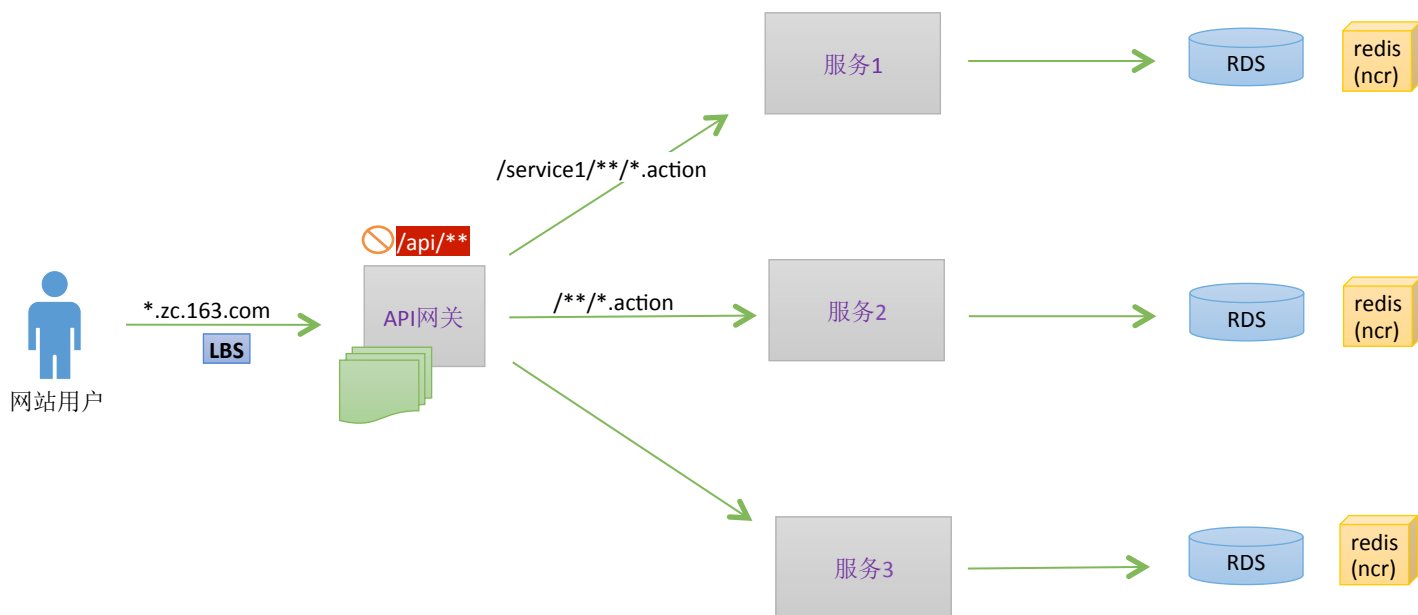 服务1
RDS
redis
(ncr)
/service1/**/*.action
/api/**
*.zc.163.com
LBS
网站用户
API网关
/**/*.action
服务2
RDS
redis
(ncr)
服务3
RDS
redis
(ncr)